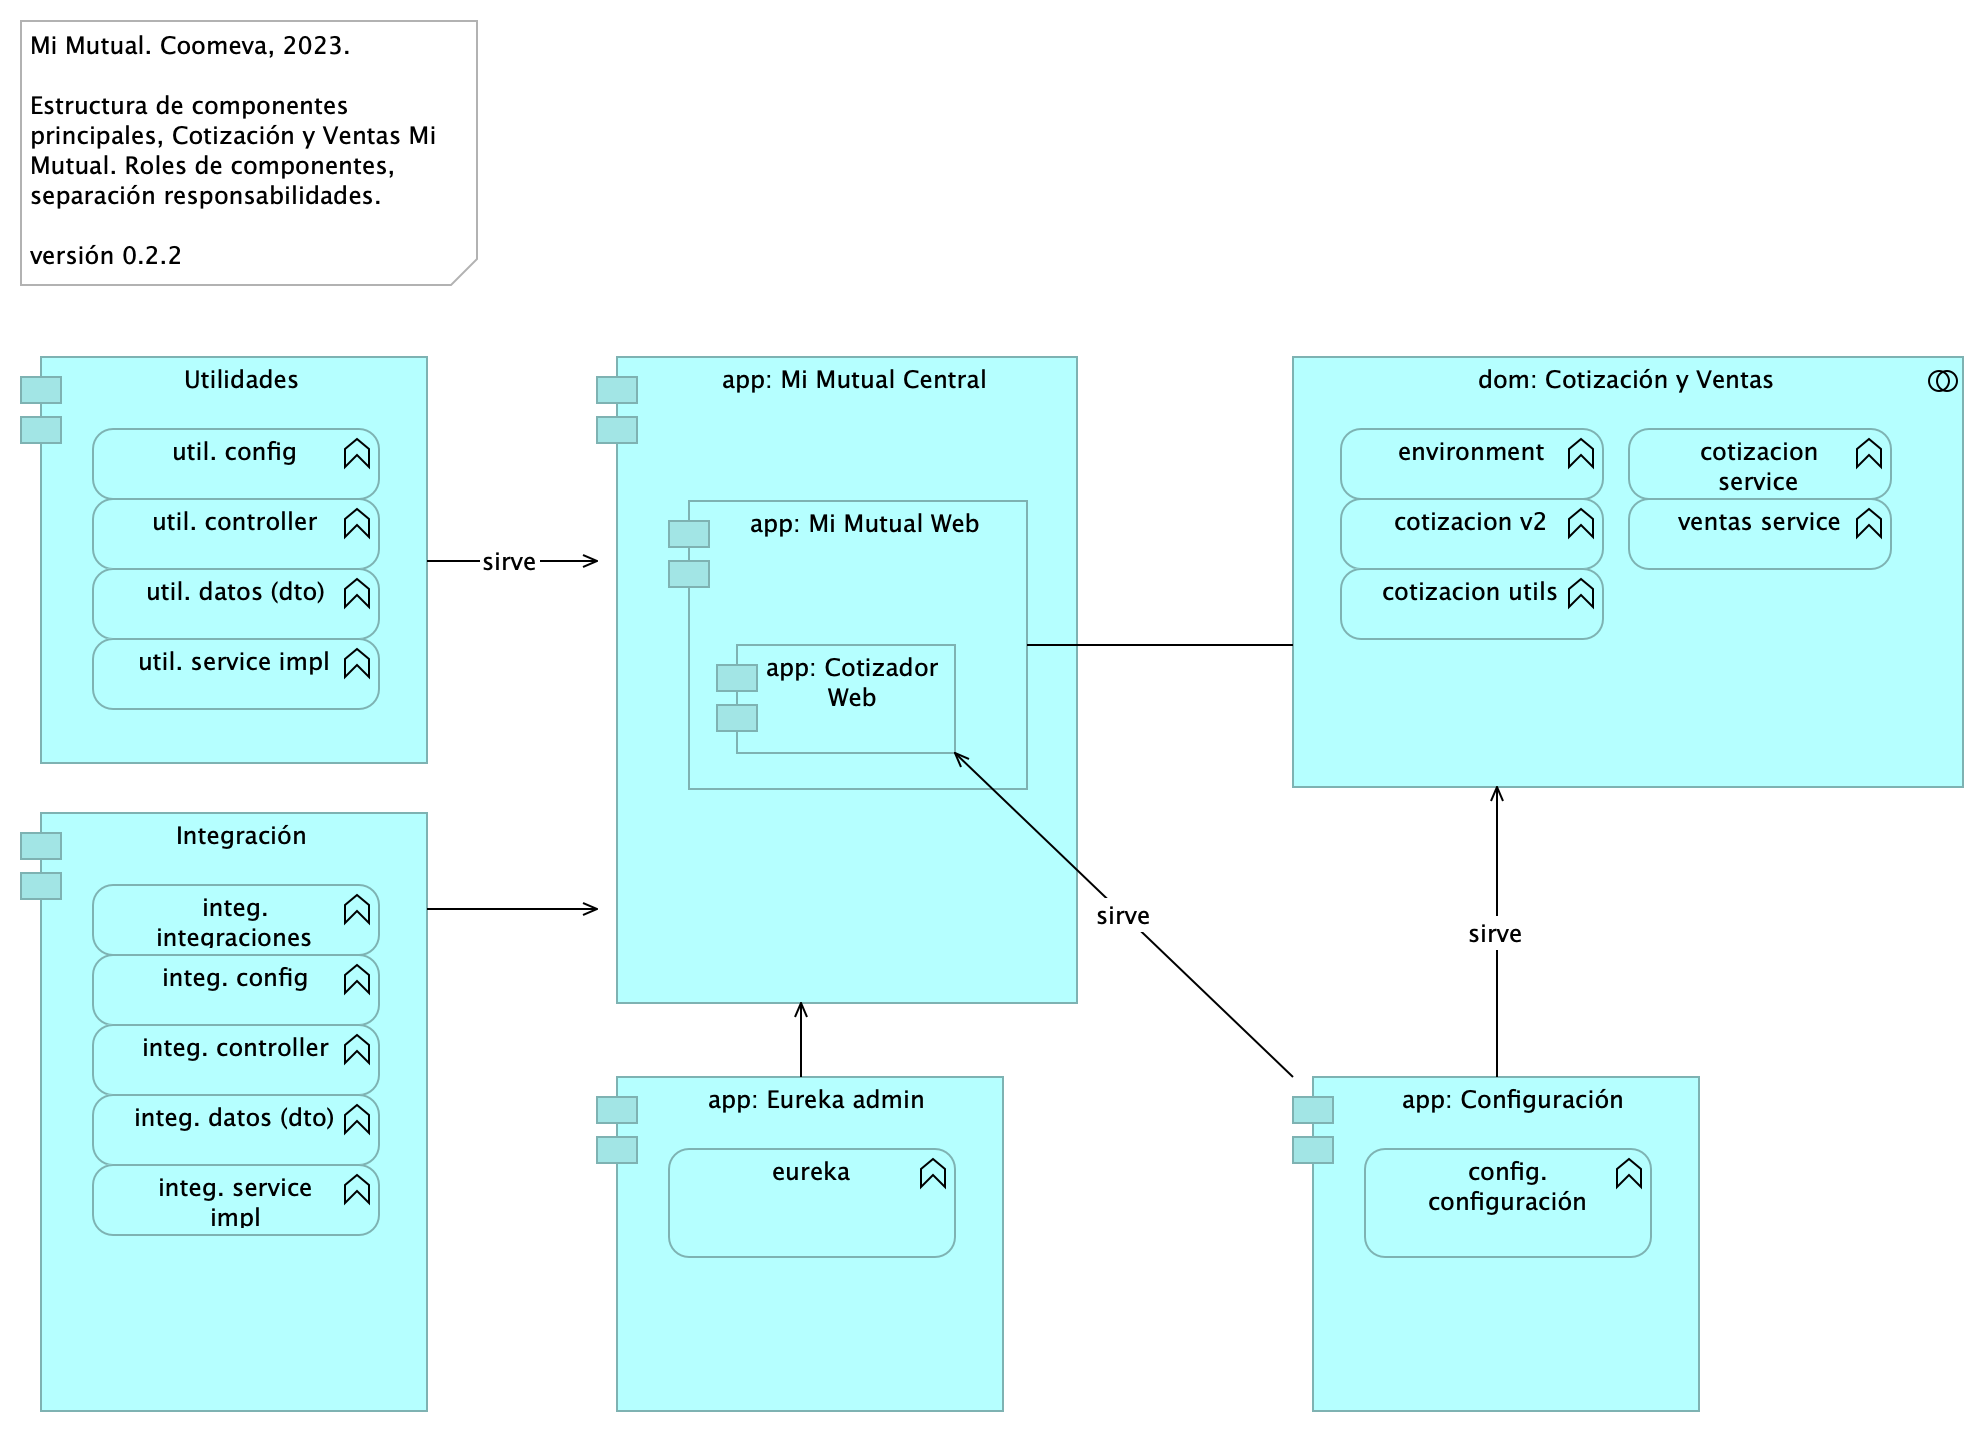 Mi Mutual. Coomeva, 2023.
Estructura de componentes
principales, Cotización y Ventas Mi
Mutual. Roles de componentes,
separación responsabilidades.
versión 0.2.2
Utilidades
util. config
util. controller
util. datos (dto)
util. service impl
sirve
app: Mi Mutual Central
app: Mi Mutual Web
app: Cotizador
Web
dom: Cotización y Ventas
environment
cotizacion v2
cotizacion utils
cotizacion
service
ventas service
Integración
integ.
integraciones
integ. config
integ. controller
integ. datos (dto)
integ. service
impl
sirve
sirve
app: Eureka admin
eureka
app: Configuración
config.
configuración